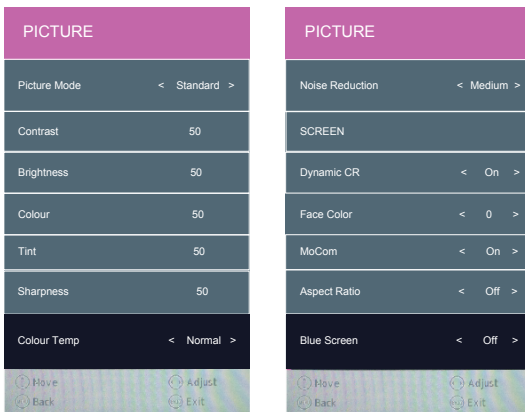 PICTURE
Picture Mode < Standard >
Contrast 50
Brightness 50
Colour 50
Tint 50
Sharpness 50
Colour Temp < Normal >
Move Adjust
Back Exit
PICTURE
Noise Reduction < Medium >
SCREEN
Dynamic CR < On >
Face Color < 0 >
MoCom < On >
Aspect Ratio < Off >
Blue Screen < Off >
Move Adjust
Back Exit